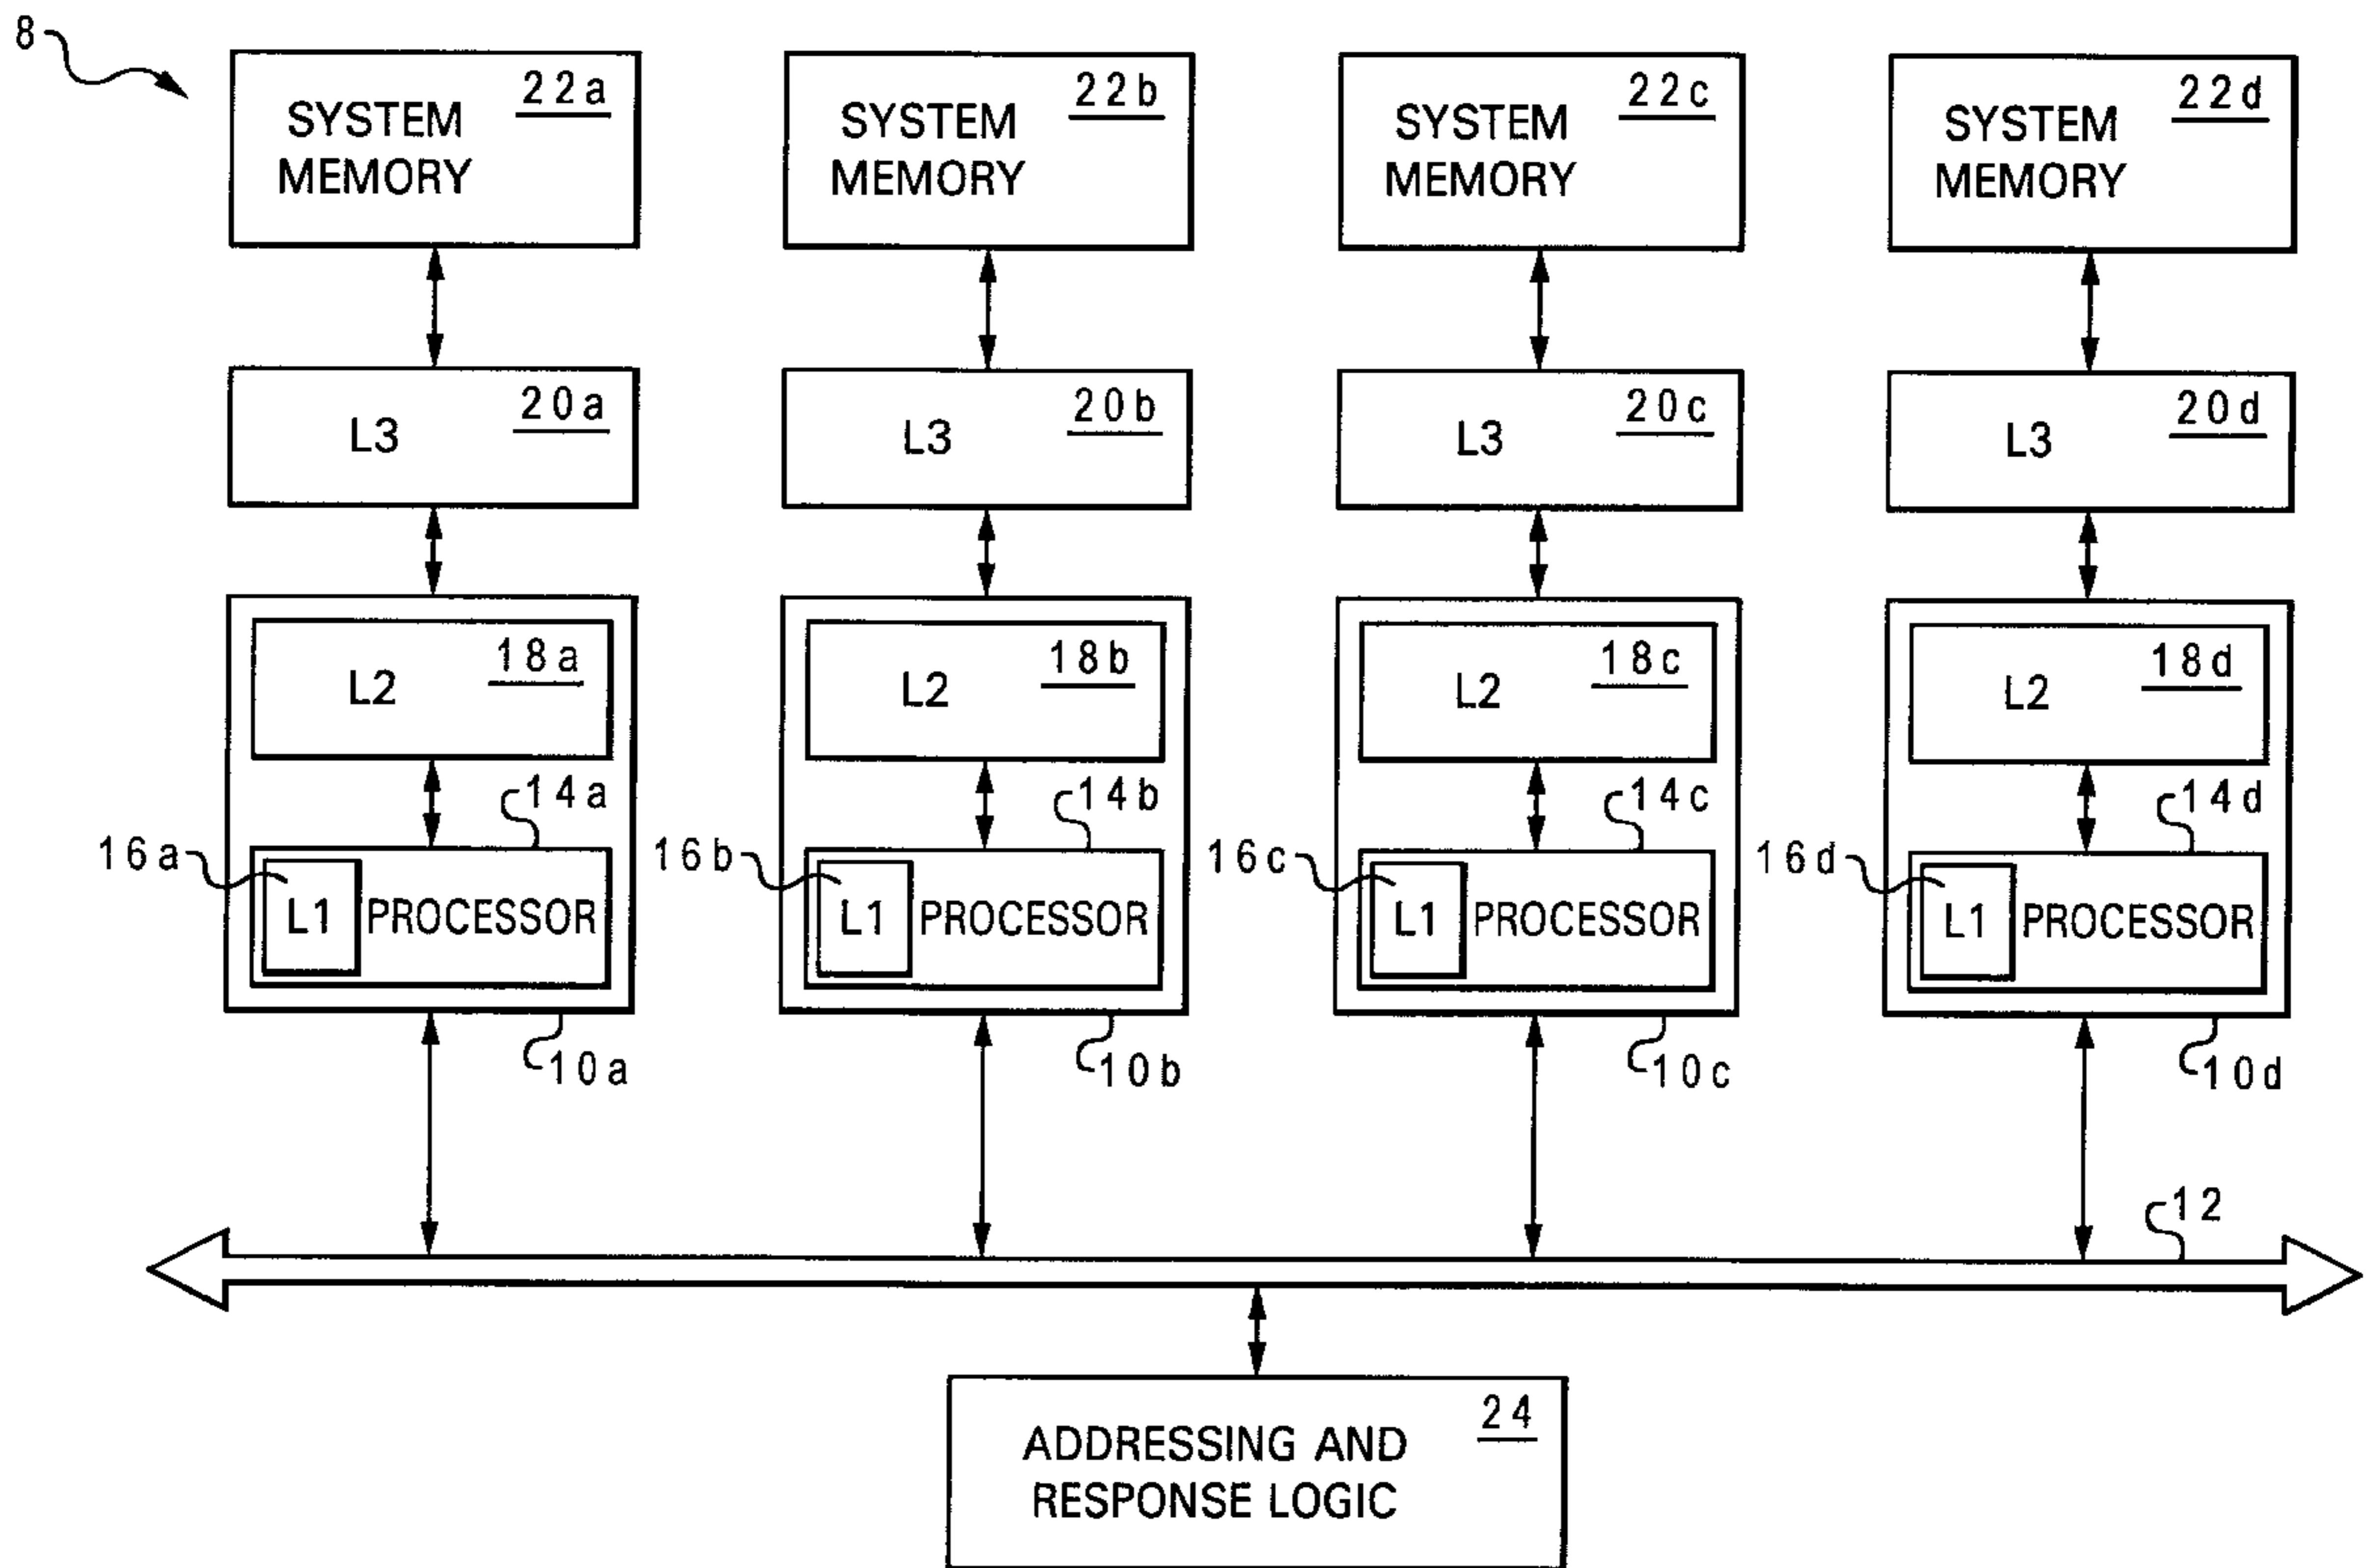 8
22a
22b
22c
22d
SYSTEM
MEMORY
SYSTEM
MEMORY
SYSTEM
MEMORY
SYSTEM
MEMORY
20a
20b
20c
20d
L3
L3
L3
L3
18a
18b
18c
18d
L2
L2
L2
L2
14a
14b
14c
14d
16a
16b
16c
16d
L1 PROCESSOR
L1 PROCESSOR
L1 PROCESSOR
L1 PROCESSOR
10a
10b
10c
10d
12
24
ADDRESSING AND
RESPONSE LOGIC